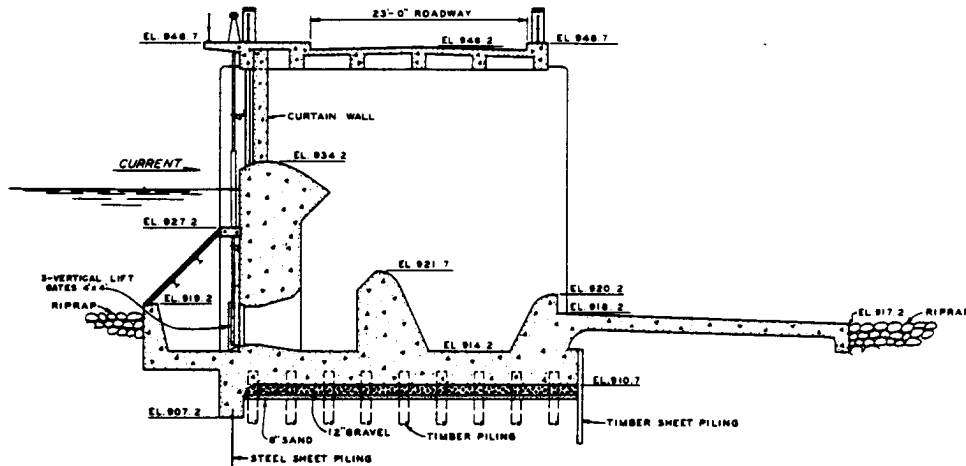 23'-0" ROADWAY
EL. 948.7
EL. 948.2
EL. 948.7
CURTAIN WALL
CURRENT
EL. 934.2
EL. 927.2
3-VERTICAL LIFT
GATES 4'x4'
EL. 921.7
EL. 920.2
EL. 919.2
EL. 918.2
EL. 917.2
RIPRAP
RIPRAP
EL. 914.2
EL. 910.7
EL. 907.2
12" GRAVEL
TIMBER PILING
TIMBER SHEET PILING
6" SAND
STEEL SHEET PILING